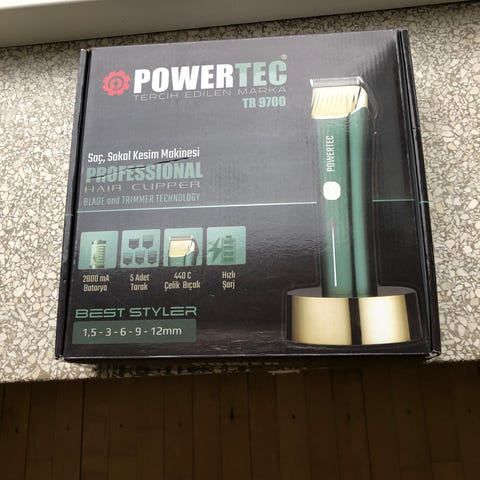 POWERTEC®
TERCIH EDILEN MARKA
TR 9700
Saç, Sakal Kesim Makinesi
PROFESSIONAL
HAIR CLIPPER
BLADE and TRIMMER TECHNOLOGY
POWERTEC
2000 mA
Batarya
5 Adet
Tarak
440 C
Çelik Bıçak
Hızlı
Şarj
BEST STYLER
1,5 - 3 - 6 - 9 - 12mm